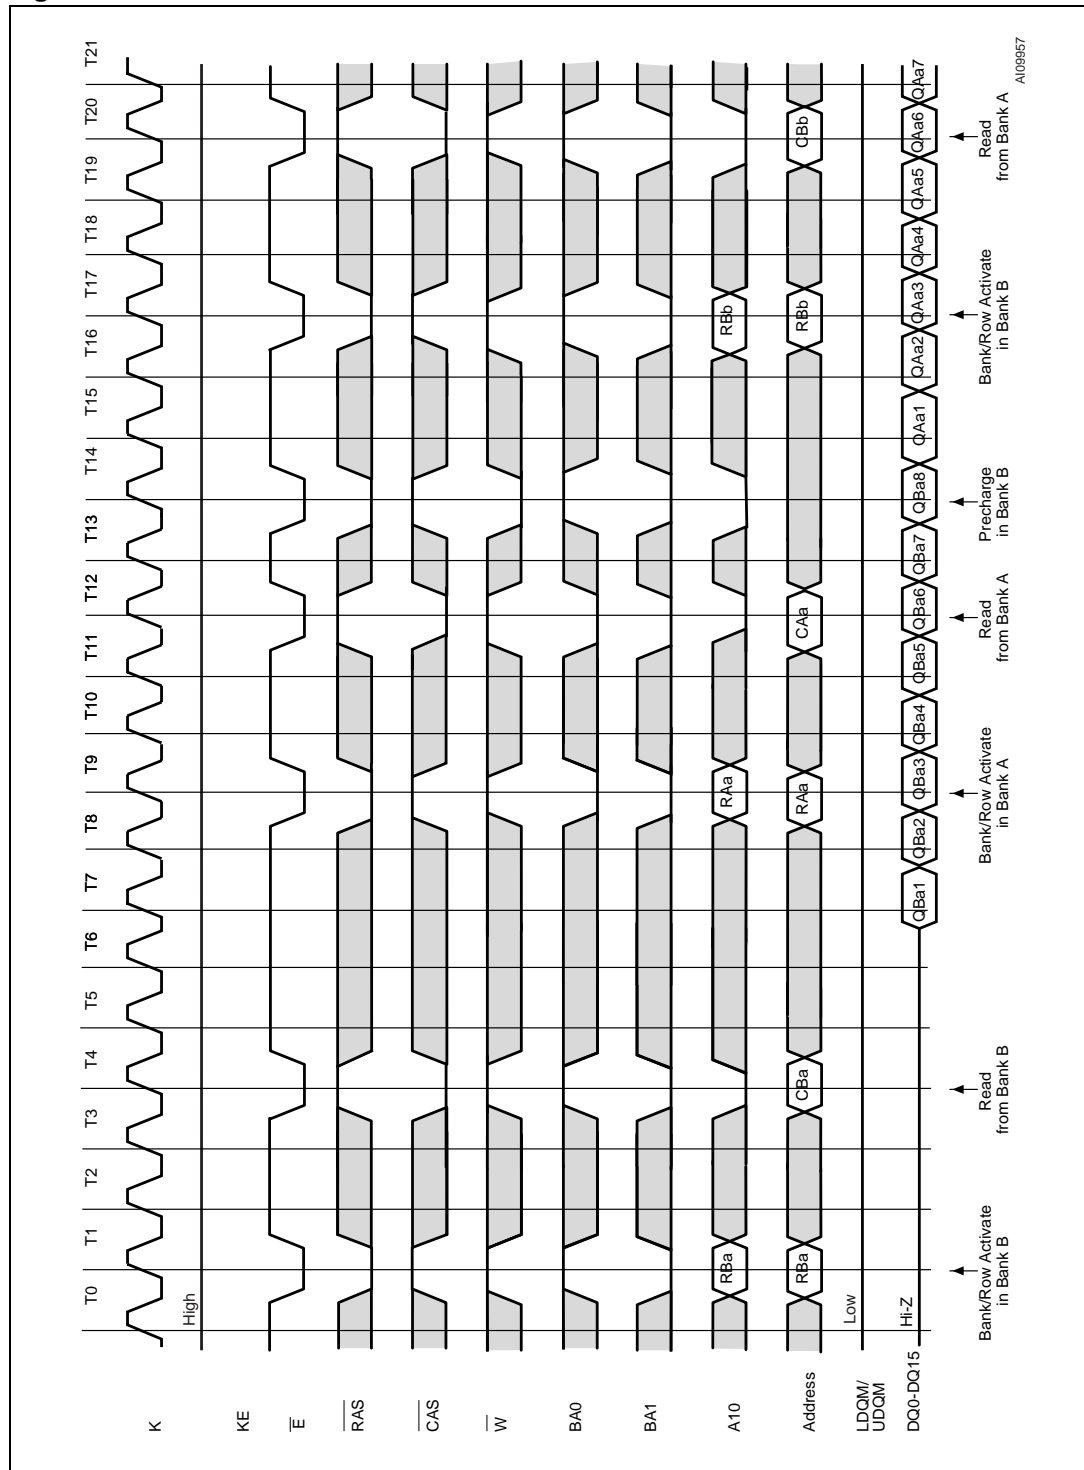 T0 T1 T2 T3 T4 T5 T6 T7 T8 T9 T10 T11 T12 T13 T14 T15 T16 T17 T18 T19 T20 T21
K
High
KE
E
RAS
CAS
W
BA0
BA1
A10
RBa RAa RBb
Address
RBa CBa RAa CAa RBb CBb
LDQM/
UDQM
Low
DQ0-DQ15
Hi-Z
QBa1 QBa2 QBa3 QBa4 QBa5 QBa6 QBa7 QBa8 QAa1 QAa2 QAa3 QAa4 QAa5 QAa6 QAa7
Bank/Row Activate
in Bank B
Read
from Bank B
Bank/Row Activate
in Bank A
Read
from Bank A
Precharge
in Bank B
Bank/Row Activate
in Bank B
Read
from Bank A
AI09957